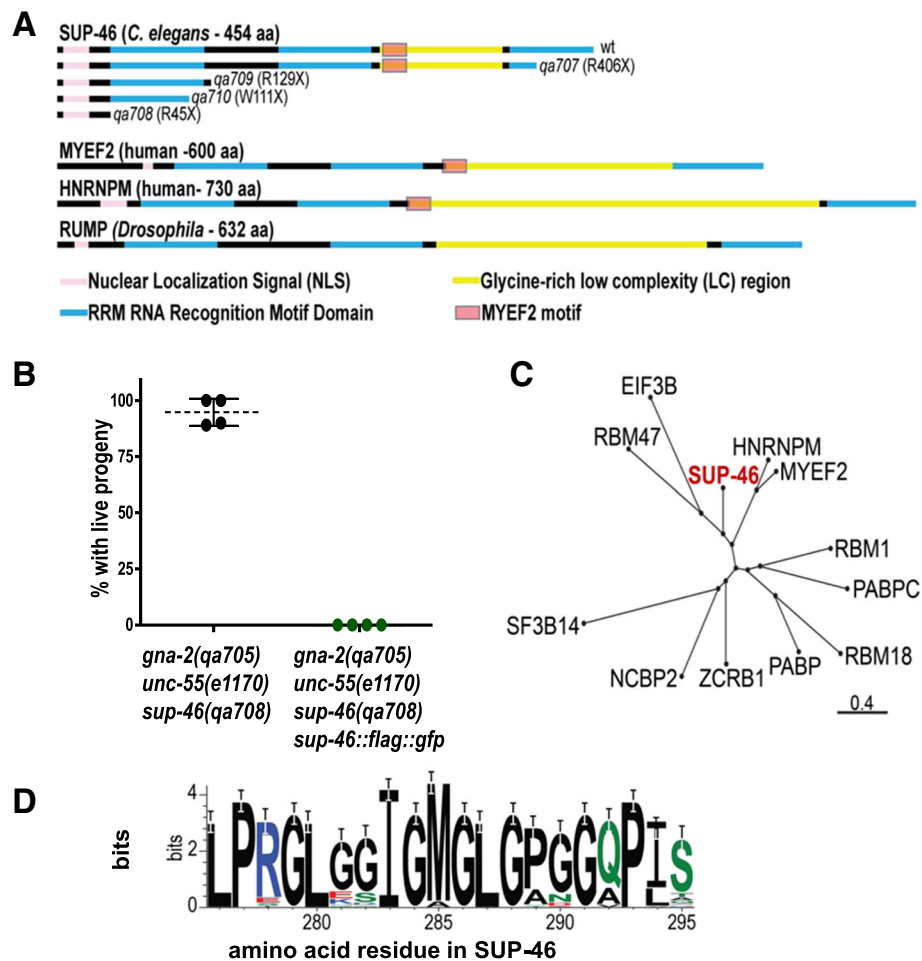 A
SUP-46 (C. elegans - 454 aa)
wt
qa707 (R406X)
qa709 (R129X)
qa710 (W111X)
qa708 (R45X)
MYEF2 (human -600 aa)
HNRNPM (human- 730 aa)
RUMP (Drosophila - 632 aa)
Nuclear Localization Signal (NLS)
Glycine-rich low complexity (LC) region
RRM RNA Recognition Motif Domain
MYEF2 motif
B
% with live progeny
100
75
50
25
0
gna-2(qa705)
unc-55(e1170)
sup-46(qa708)
gna-2(qa705)
unc-55(e1170)
sup-46(qa708)
sup-46::flag::gfp
C
EIF3B
RBM47
HNRNPM
SUP-46
MYEF2
RBM1
PABPC
SF3B14
NCBP2
ZCRB1
PABP
RBM18
0.4
D
bits
bits
4
2
0
LPRGLGGIGMGLGPGGQPIS
280 285 290 295
amino acid residue in SUP-46